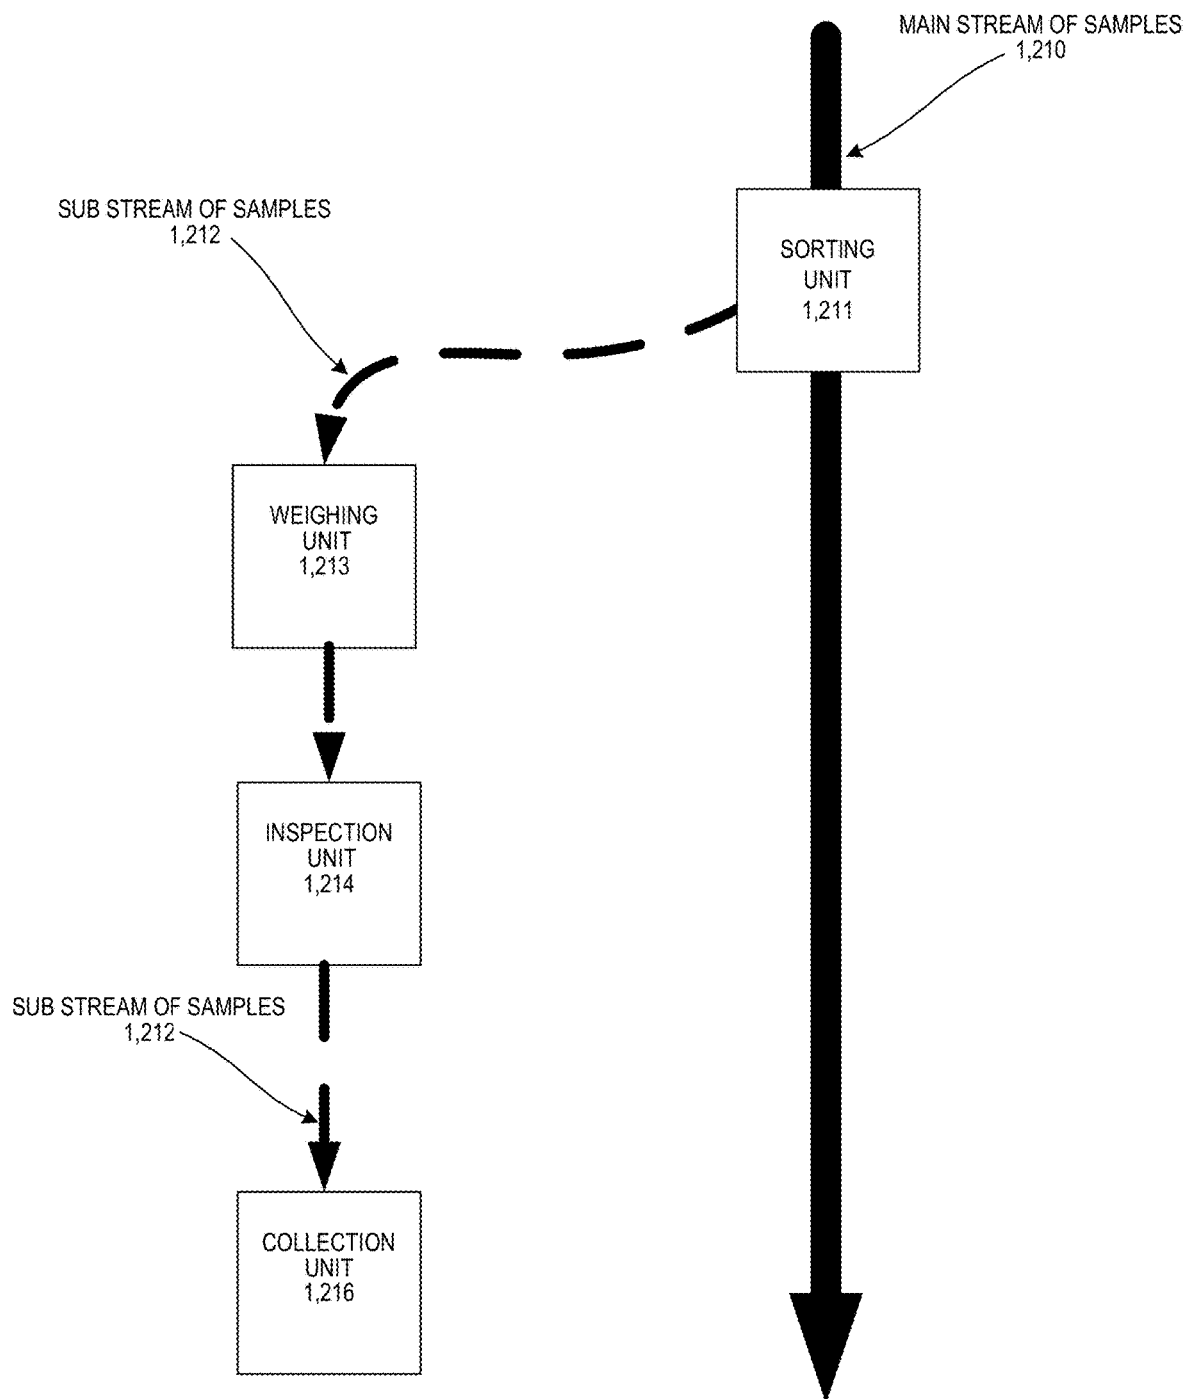 MAIN STREAM OF SAMPLES
1,210
SUB STREAM OF SAMPLES
1,212
SORTING
UNIT
1,211
WEIGHING
UNIT
1,213
INSPECTION
UNIT
1,214
SUB STREAM OF SAMPLES
1,212
COLLECTION
UNIT
1,216